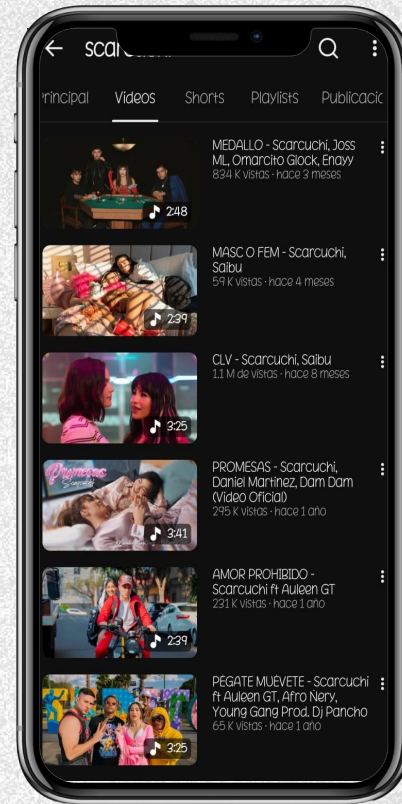 Principal Videos Shorts Playlists Publicacio
MEDALLO - Scarcuchi, Joss
ML, Omarcito Glock, Enayy
834 K vistas · hace 3 meses
2:48
MASC O FEM - Scarcuchi,
Saibu
59 K vistas · hace 4 meses
2:39
CLV - Scarcuchi, Saibu
1.1 M de vistas · hace 8 meses
3:25
PROMESAS - Scarcuchi,
Daniel Martinez, Dam Dam
(Video Oficial)
295 K vistas · hace 1 año
Promesas
Scarcuchi
3:41
AMOR PROHIBIDO -
Scarcuchi ft Auleen GT
231 K vistas · hace 1 año
2:39
PÉGATE MUÉVETE - Scarcuchi
ft Auleen GT, Afro Nery,
Young Gang Prod. Dj Pancho
65 K vistas · hace 1 año
3:25